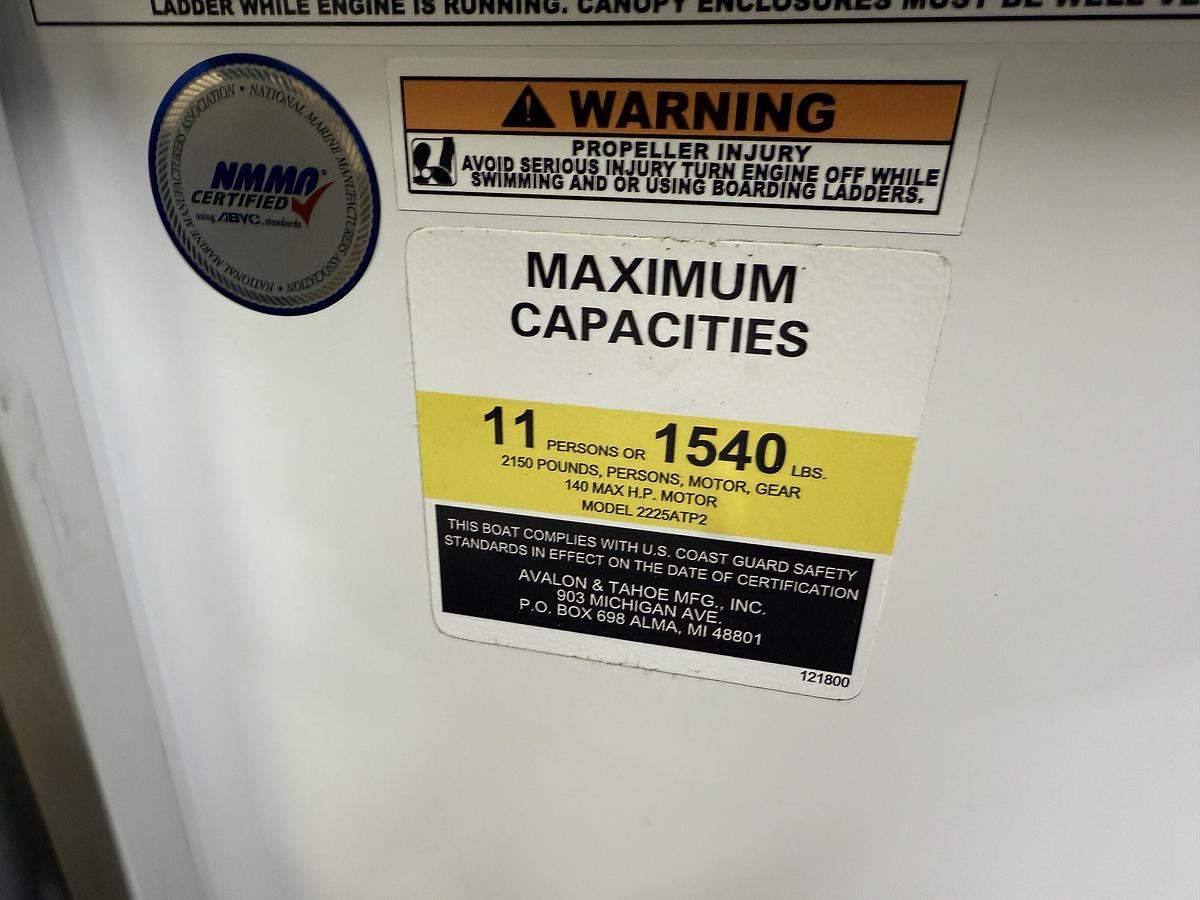 LADDER WHILE ENGINE IS RUNNING. CANOPY ENCLOSURES MUST BE WELL
NATIONAL MARINE MANUFACTURERS ASSOCIATION • NATIONAL MARINE MANUFACTURERS ASSOCIATION •
NMMA®
CERTIFIED
using ABYC standards
WARNING
PROPELLER INJURY
AVOID SERIOUS INJURY TURN ENGINE OFF WHILE
SWIMMING AND OR USING BOARDING LADDERS.
MAXIMUM
CAPACITIES
11 PERSONS OR 1540 LBS.
2150 POUNDS, PERSONS, MOTOR, GEAR
140 MAX H.P. MOTOR
MODEL 2225ATP2
THIS BOAT COMPLIES WITH U.S. COAST GUARD SAFETY
STANDARDS IN EFFECT ON THE DATE OF CERTIFICATION
AVALON & TAHOE MFG., INC.
903 MICHIGAN AVE.
P.O. BOX 698 ALMA, MI 48801
121800